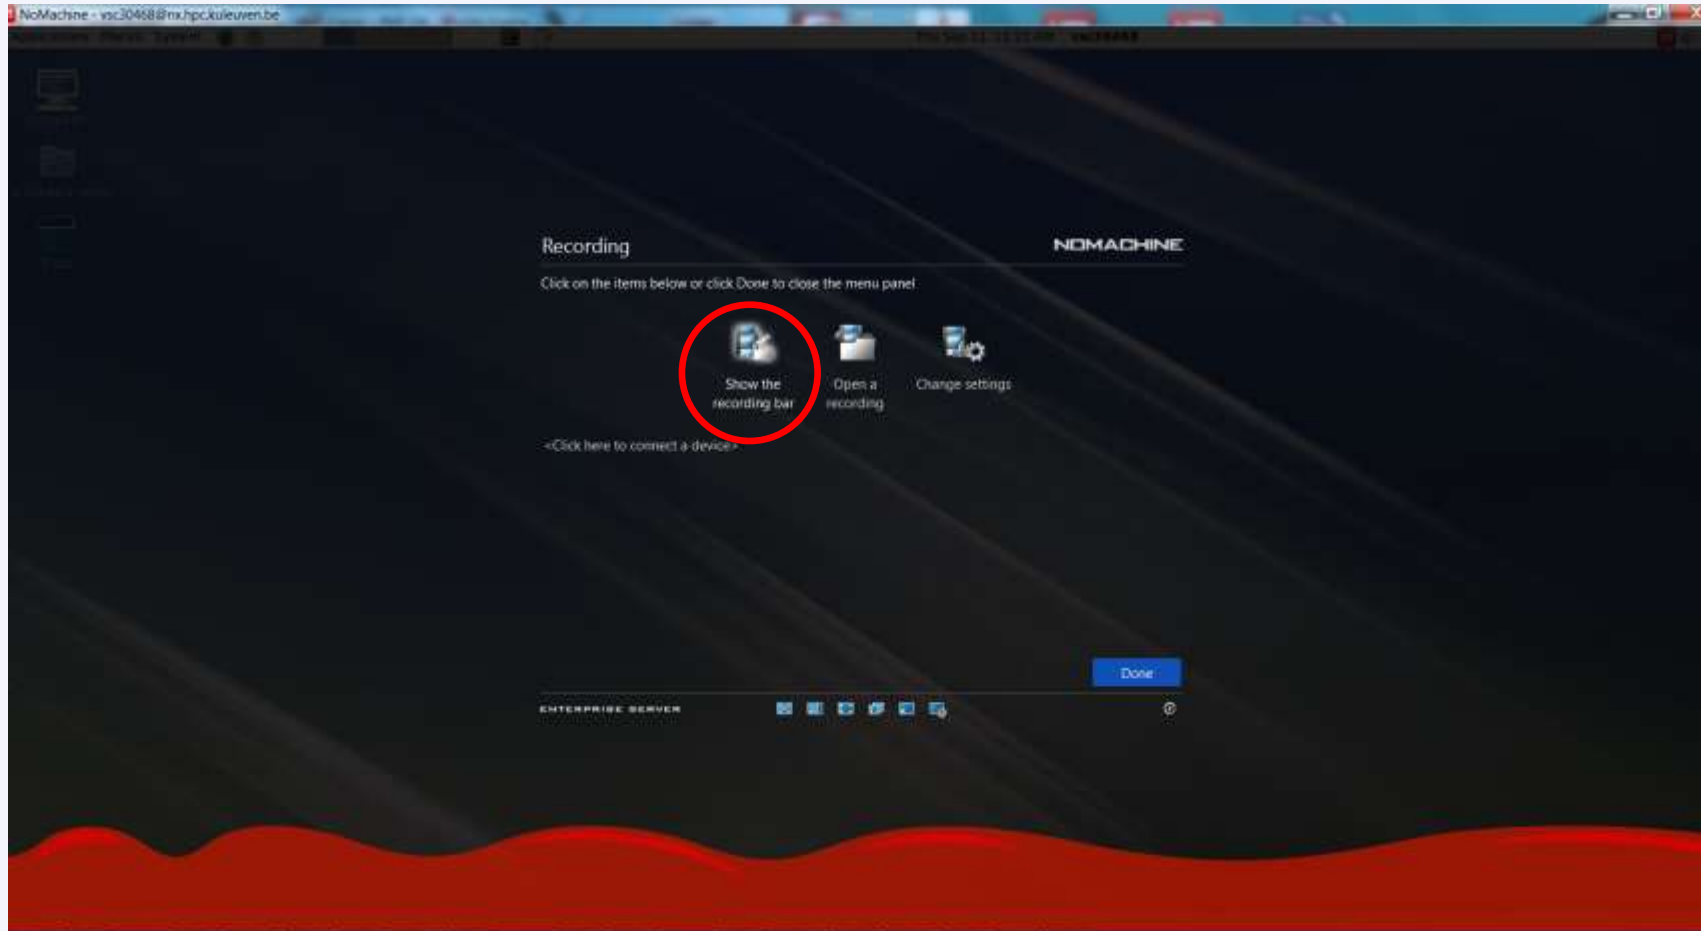 NoMachine - vsc30468@nx.hpc.kuleuven.be
Recording
NOMACHINE
Click on the items below or click Done to close the menu panel
Show the
recording bar
Open a
recording
Change settings
<Click here to connect a device>
Done
ENTERPRISE SERVER